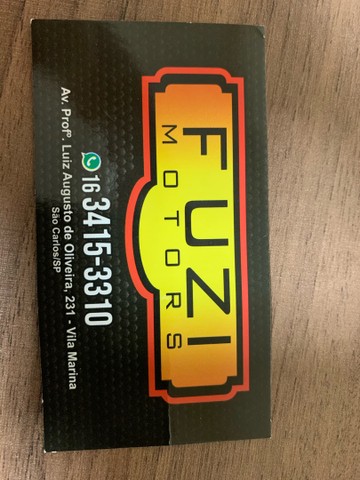 FUZI
MOTORS
16 3415-3310
Av. Profº. Luiz Augusto de Oliveira, 231 - Vila Marina
São Carlos/SP